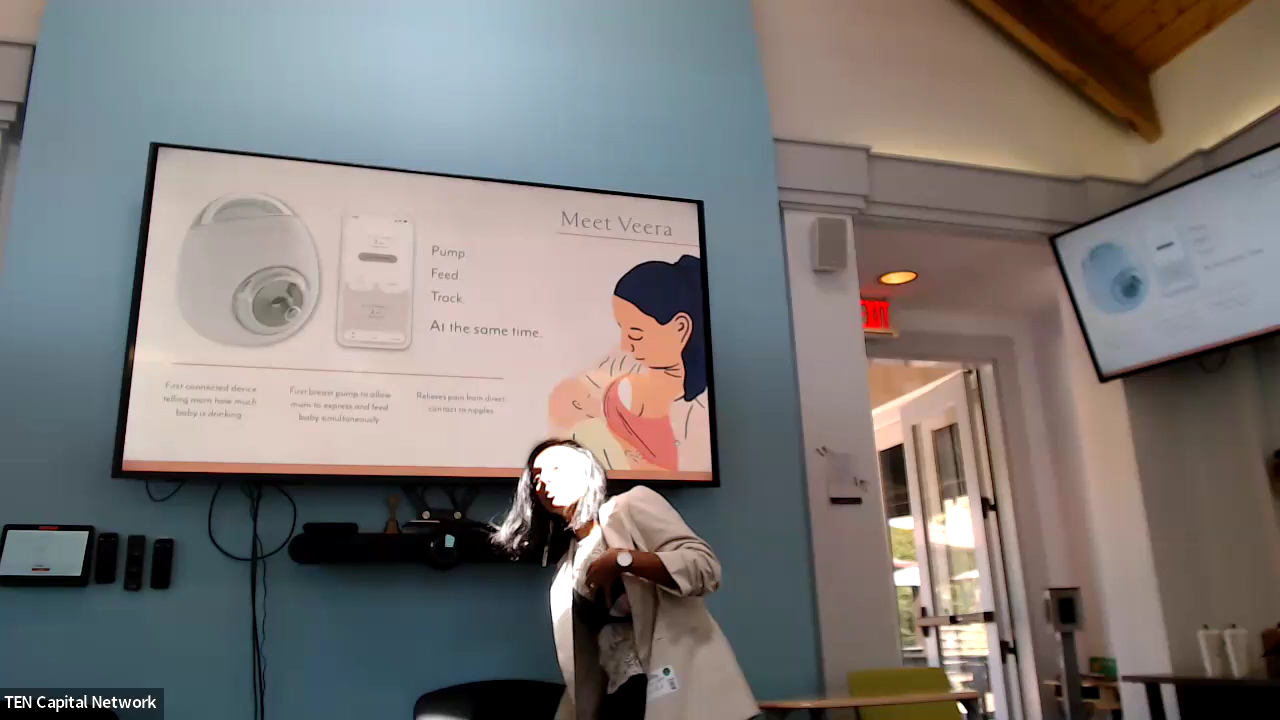 Meet Veera
Pump.
Feed.
Track.
At the same time.
First connected device
telling mom how much
baby is drinking
First breast pump to allow
mum to express and feed
baby simultaneously
Relieves pain from direct
contact to nipples
EXIT
TEN Capital Network